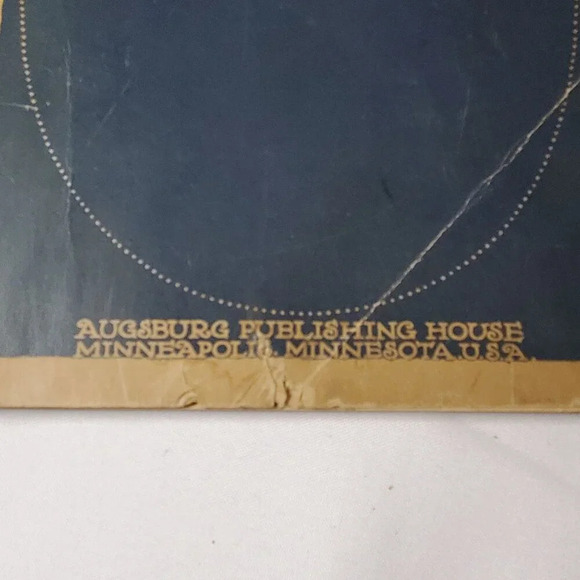 AUGSBURG PUBLISHING HOUSE
MINNEAPOLIS, MINNESOTA, U.S.A.